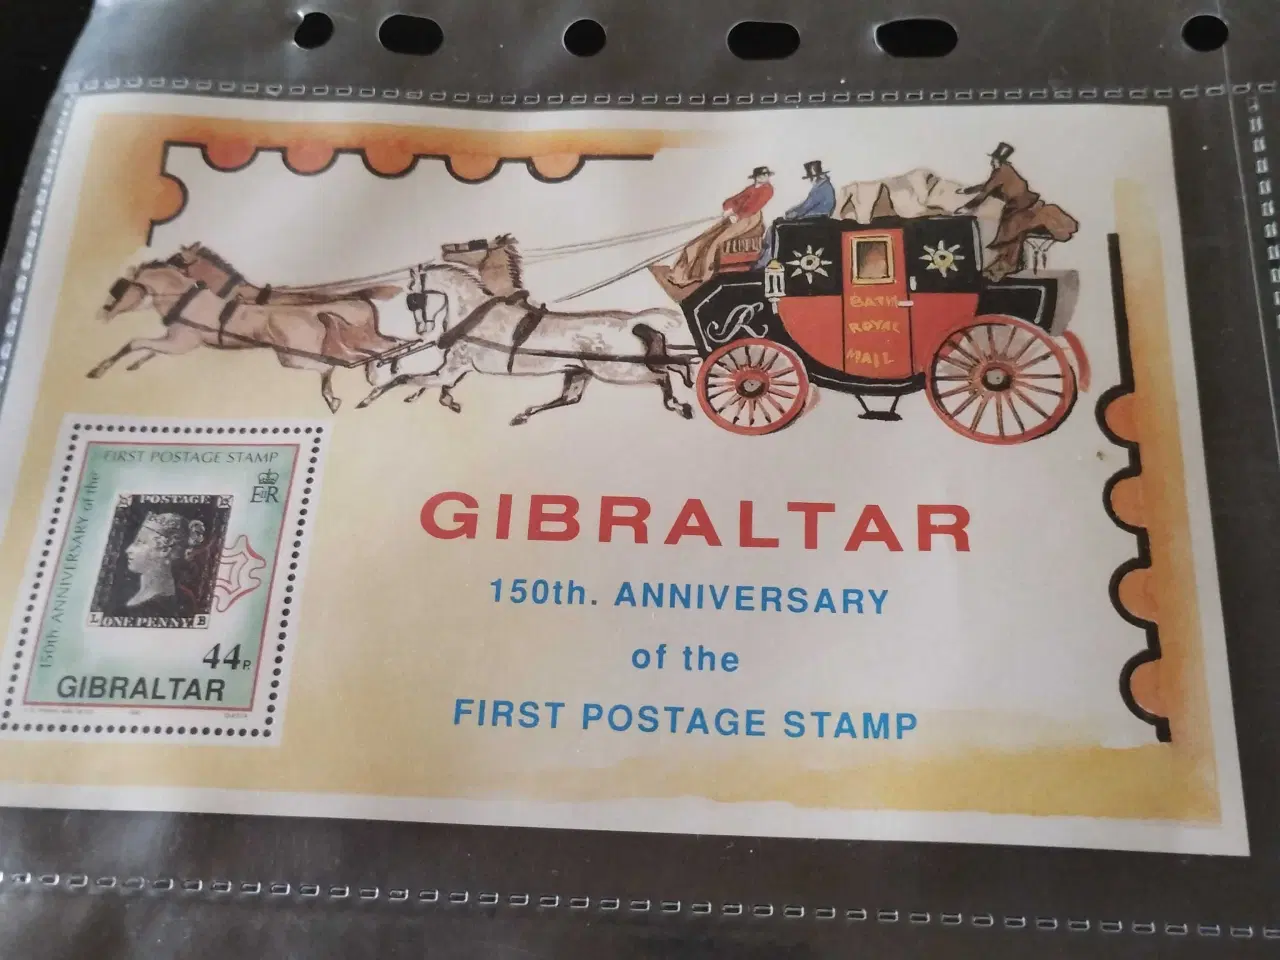 BATH
ROYAL
MAIL
GIBRALTAR
150th. ANNIVERSARY
of the
FIRST POSTAGE STAMP
150th ANNIVERSARY of the
FIRST POSTAGE STAMP
E II R
POSTAGE
L ONE PENNY. B
44P.
GIBRALTAR